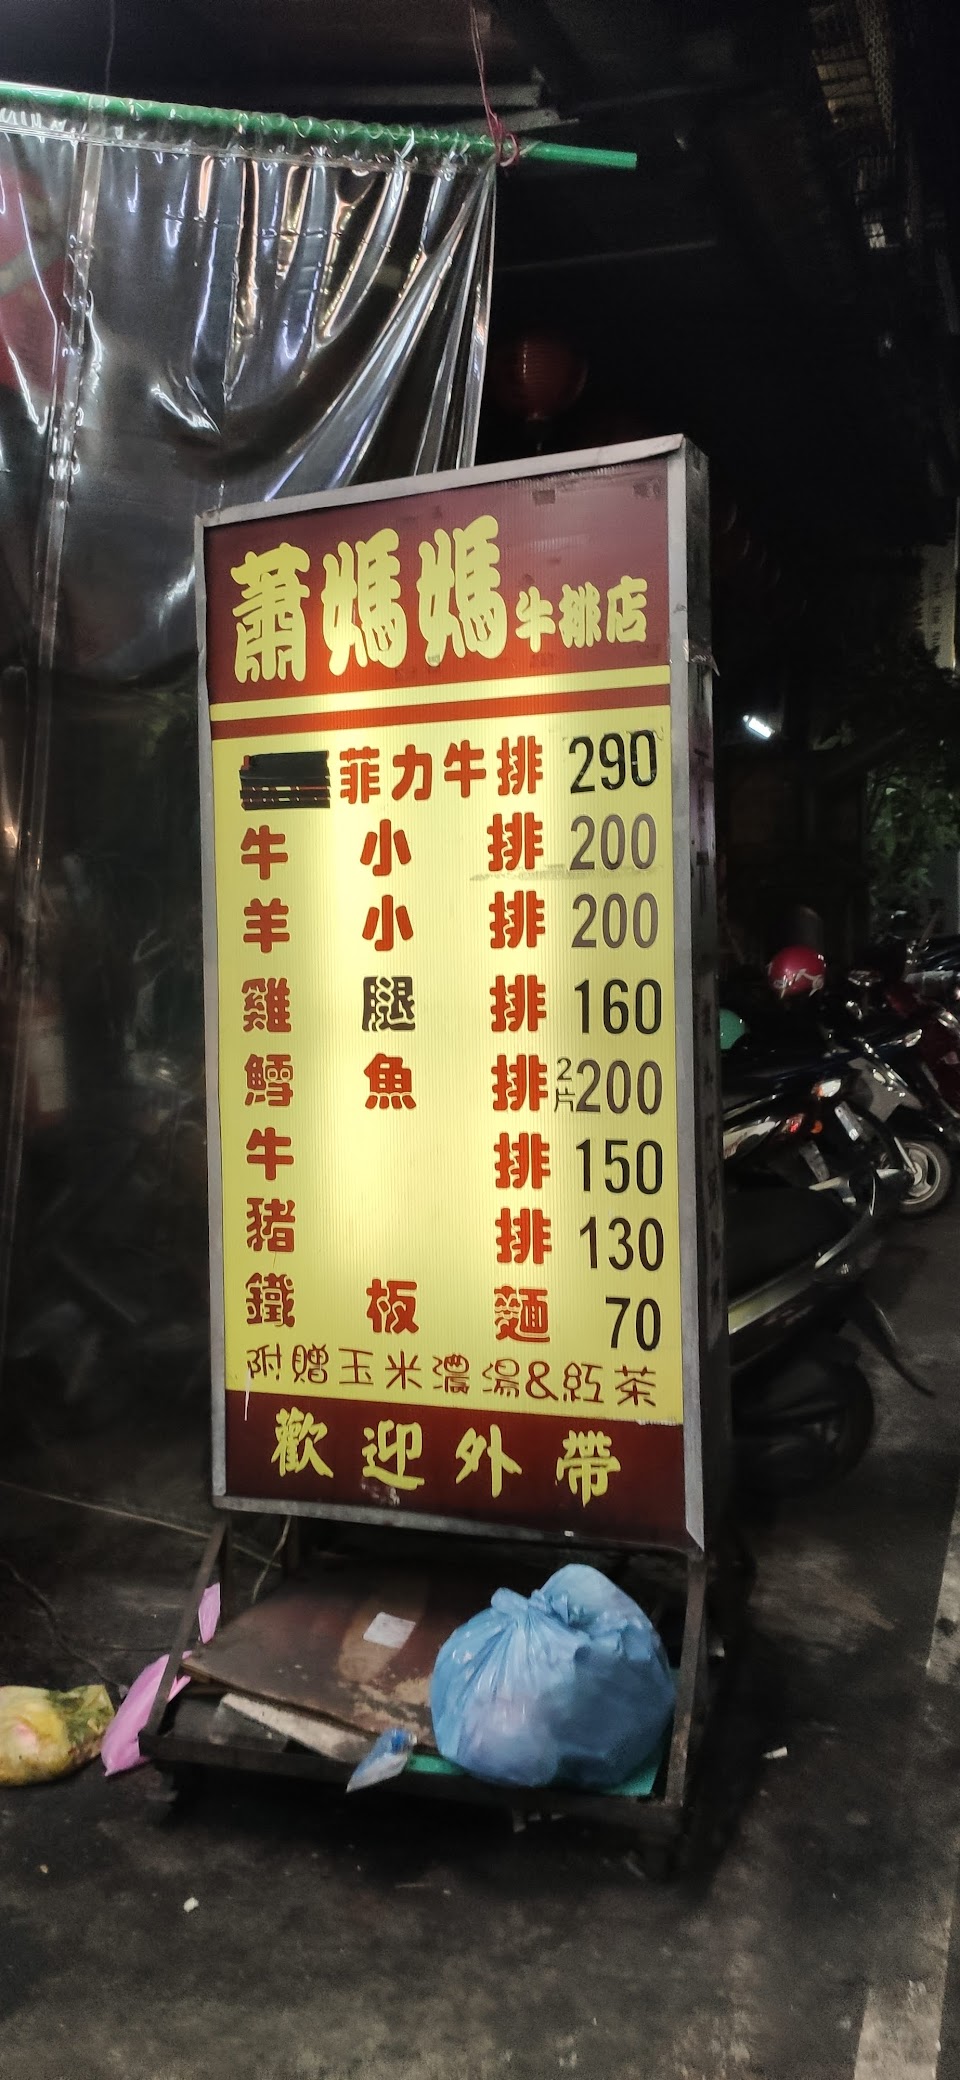 蕭媽媽牛排店
菲力牛排 290
牛小排 200
羊小排 200
雞腿排 160
鱈魚排 2片 200
牛排 150
豬排 130
鐵板麵 70
附贈玉米濃湯&紅茶
歡迎外帶